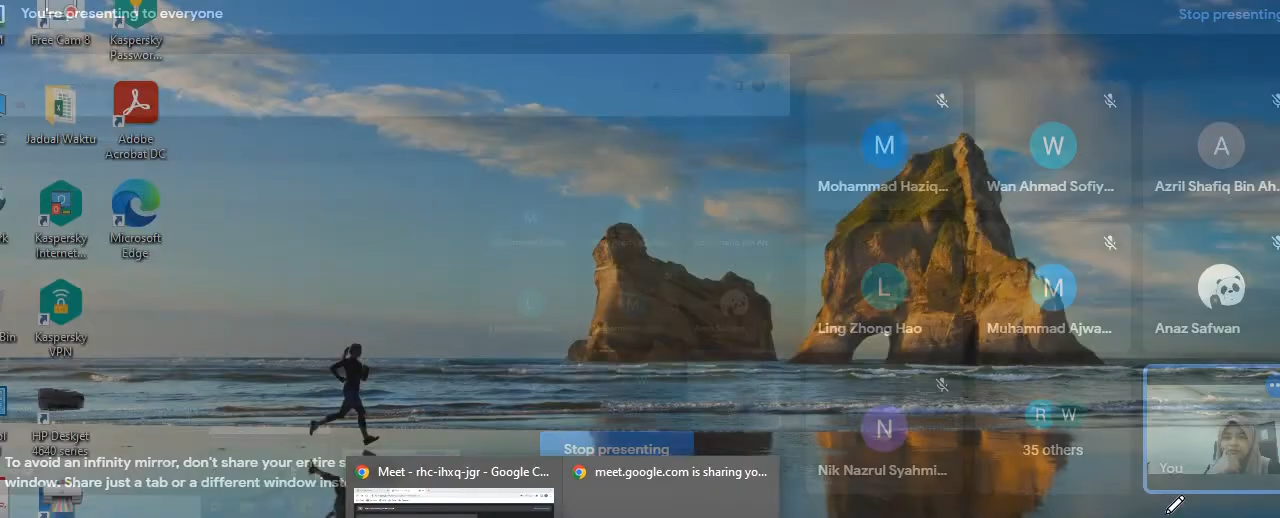 You're presenting to everyone
Stop presenting
Free Cam 8
Kaspersky
Passwor...
Jadual Waktu
Adobe
Acrobat DC
Kaspersky
Internet...
Microsoft
Edge
Kaspersky
VPN
Bin
HP Deskjet
4640 series
M
W
A
Mohammad Haziq...
Wan Ahmad Sofiy...
Azril Shafiq Bin Ah.
L
M
Ling Zhong Hao
Muhammad Ajwa...
Anaz Safwan
N
R W
Nik Nazrul Syahmi...
35 others
You
Stop presenting
To avoid an infinity mirror, don't share your entire s
window. Share just a tab or a different window inst
Meet - rhc-ihxq-jgr - Google C...
meet.google.com is sharing yo...